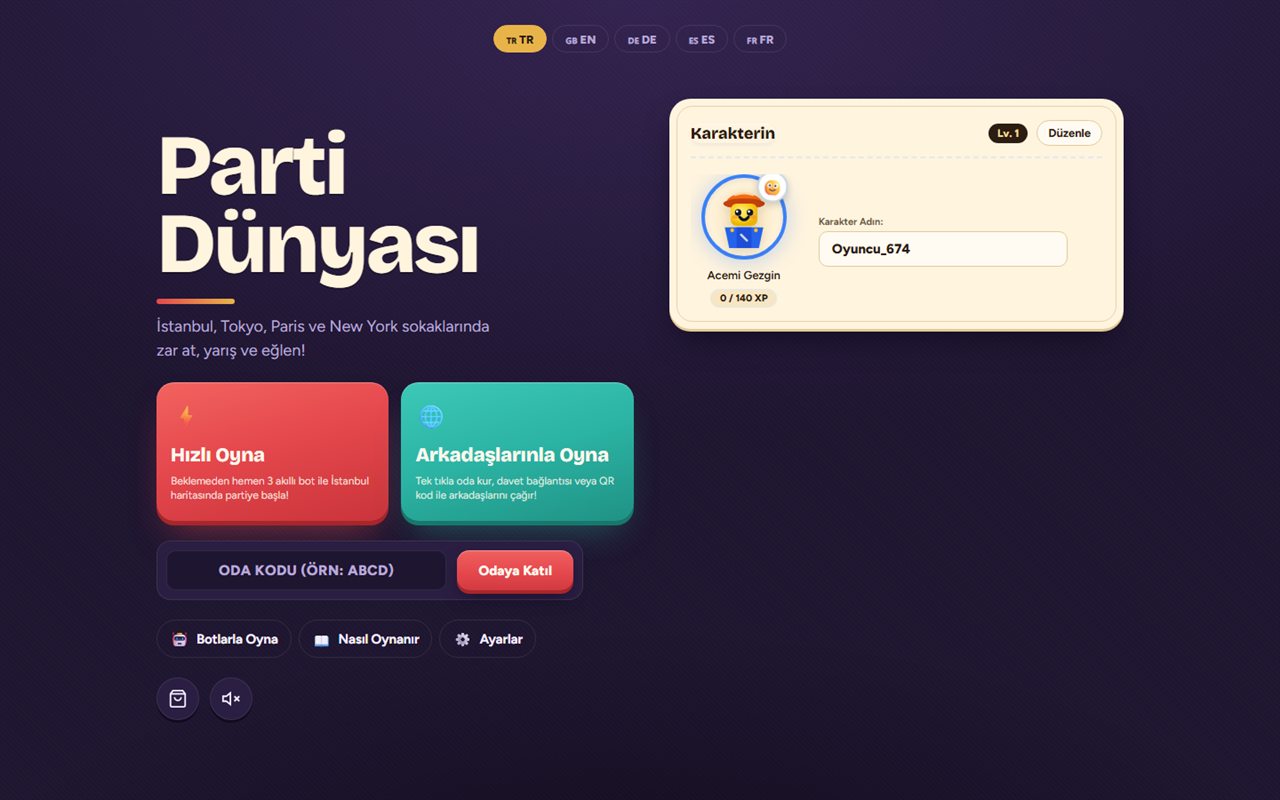 TR TR
GB EN
DE DE
ES ES
FR FR
Parti
Dünyası
İstanbul, Tokyo, Paris ve New York sokaklarında
zar at, yarış ve eğlen!
Hızlı Oyna
Beklemeden hemen 3 akıllı bot ile İstanbul
haritasında partiye başla!
Arkadaşlarınla Oyna
Tek tıkla oda kur, davet bağlantısı veya QR
kod ile arkadaşlarını çağır!
ODA KODU (ÖRN: ABCD)
Odaya Katıl
Botlarla Oyna
Nasıl Oynanır
Ayarlar
Karakterin
Lv. 1
Düzenle
Acemi Gezgin
0 / 140 XP
Karakter Adın:
Oyuncu_674